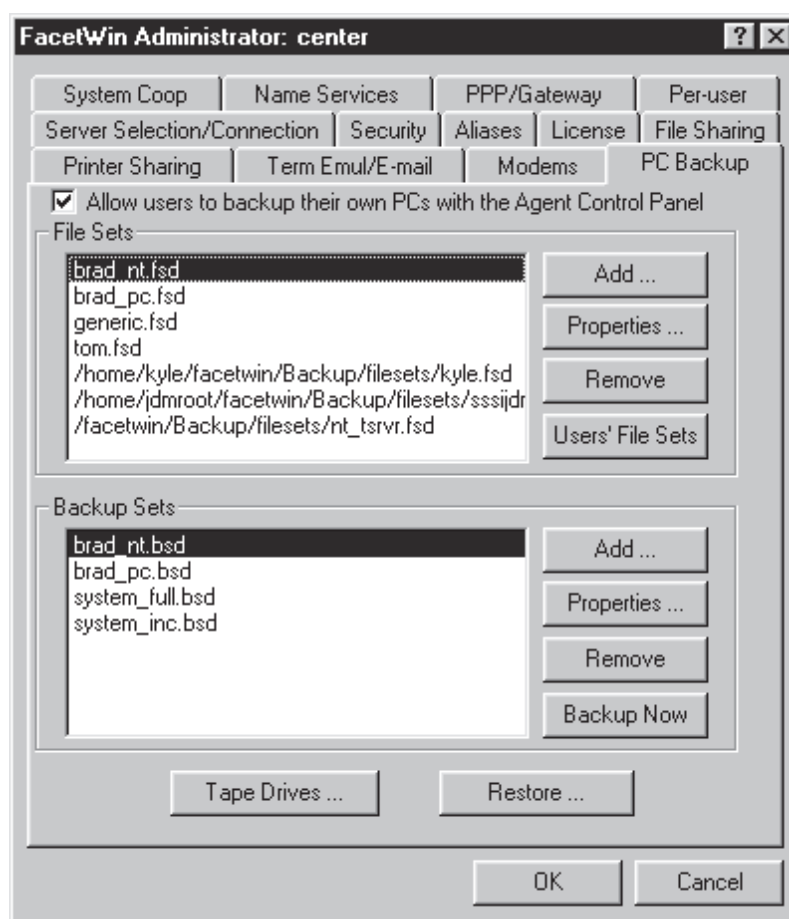 FacetWin Administrator: center
? X
System Coop Name Services PPP/Gateway Per-user
Server Selection/Connection Security Aliases License File Sharing
Printer Sharing Term Emul/E-mail Modems PC Backup
Allow users to backup their own PCs with the Agent Control Panel
File Sets
brad_nt.fsd
brad_pc.fsd
generic.fsd
tom.fsd
/home/kyle/facetwin/Backup/filesets/kyle.fsd
/home/jdmroot/facetwin/Backup/filesets/sssijdr
/facetwin/Backup/filesets/nt_tsrvr.fsd
Add ...
Properties ...
Remove
Users' File Sets
Backup Sets
brad_nt.bsd
brad_pc.bsd
system_full.bsd
system_inc.bsd
Add ...
Properties ...
Remove
Backup Now
Tape Drives ... Restore ...
OK Cancel